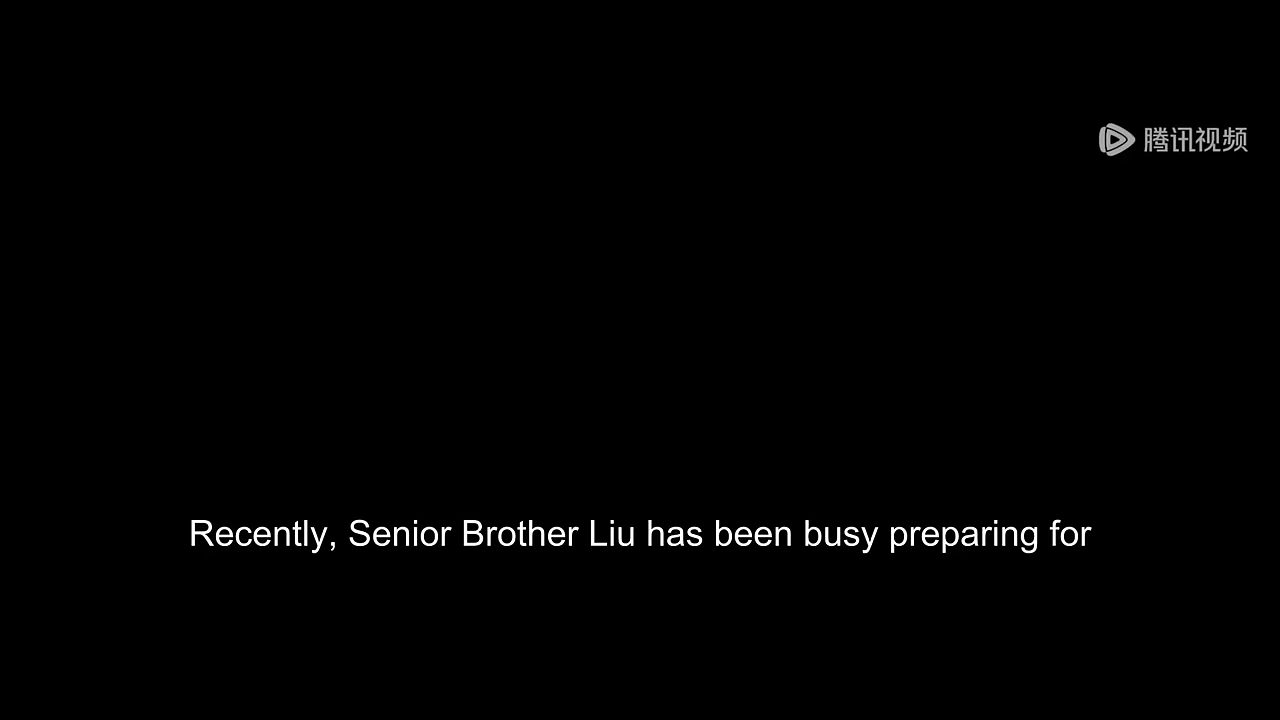 腾讯视频
Recently, Senior Brother Liu has been busy preparing for